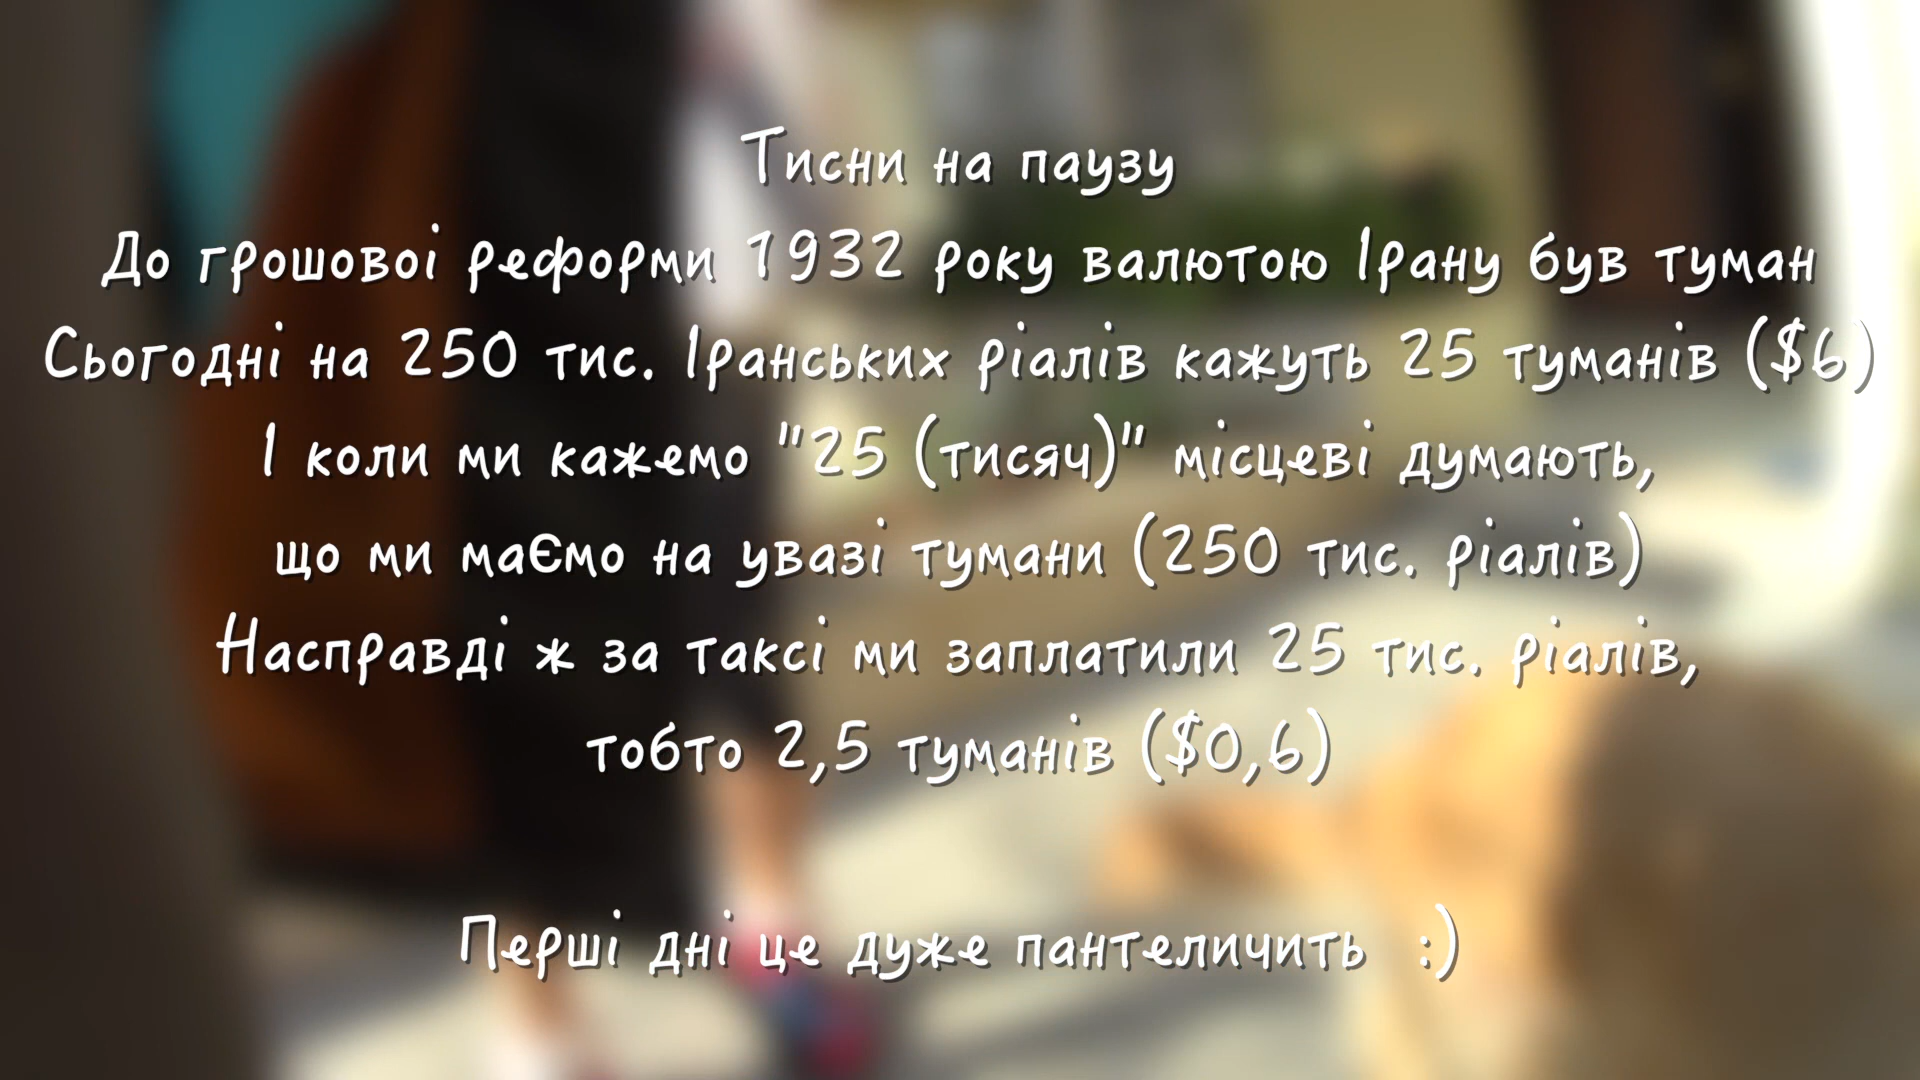 Тисни на паузу
До грошової реформи 1932 року валютою Ірану був туман
Сьогодні на 250 тис. Іранських ріалів кажуть 25 туманів ($6)
І коли ми кажемо "25 (тисяч)" місцеві думають,
що ми маЄмо на увазі тумани (250 тис. ріалів)
Насправді ж за таксі ми заплатили 25 тис. ріалів,
тобто 2,5 туманів ($0,6)
Перші дні це дуже пантеличить :)